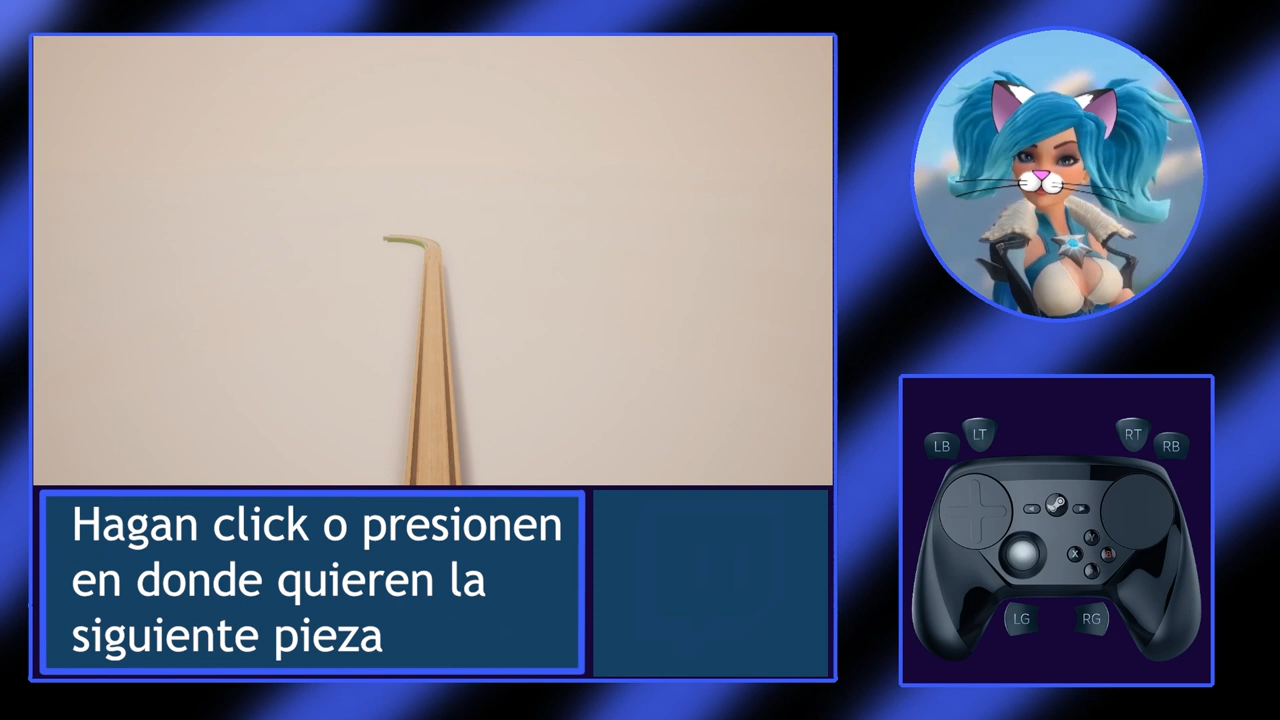 Hagan click o presionen
en donde quieren la
siguiente pieza
LB
LT
RT
RB
Y
X
B
LG
RG